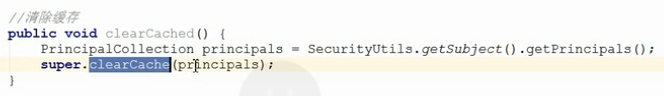 //清除缓存
public void clearCached() {
PrincipalCollection principals = SecurityUtils.getSubject().getPrincipals();
super.clearCache(principals);
}